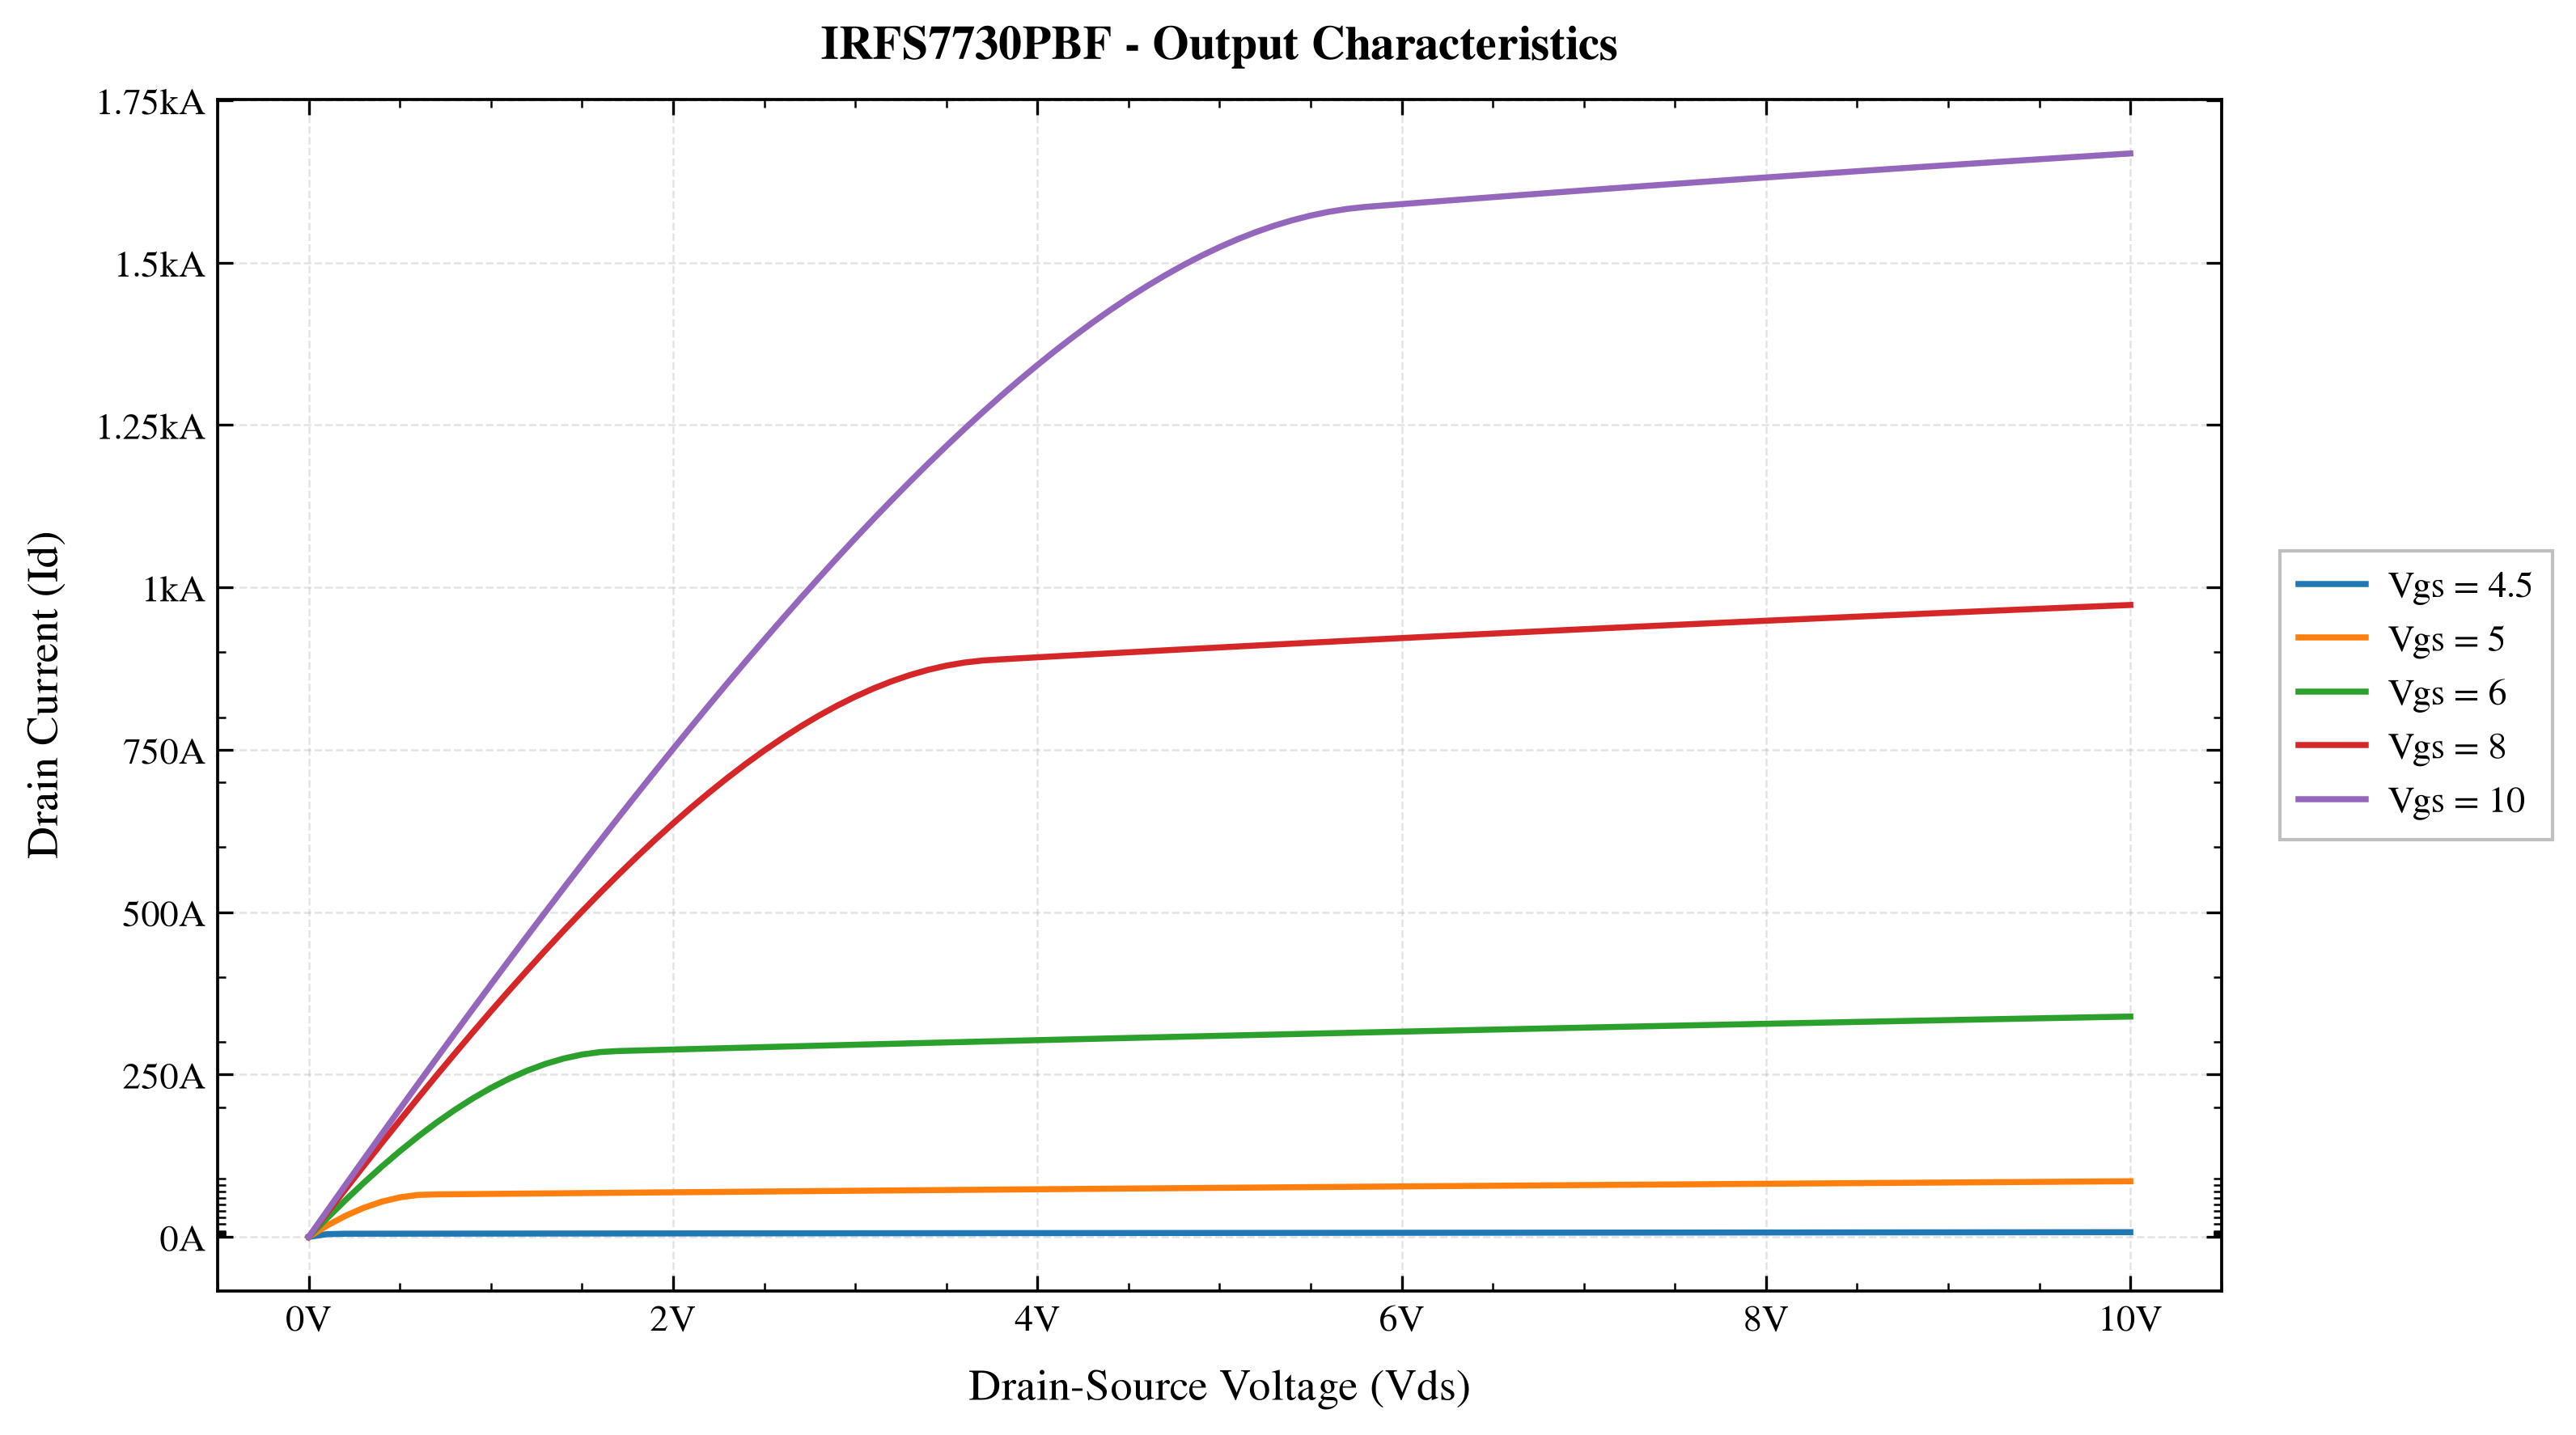 IRFS7730PBF - Output Characteristics
1.75kA
1.5kA
1.25kA
1kA
750A
500A
250A
0A
Drain Current (Id)
0V 2V 4V 6V 8V 10V
Drain-Source Voltage (Vds)
Vgs = 4.5
Vgs = 5
Vgs = 6
Vgs = 8
Vgs = 10